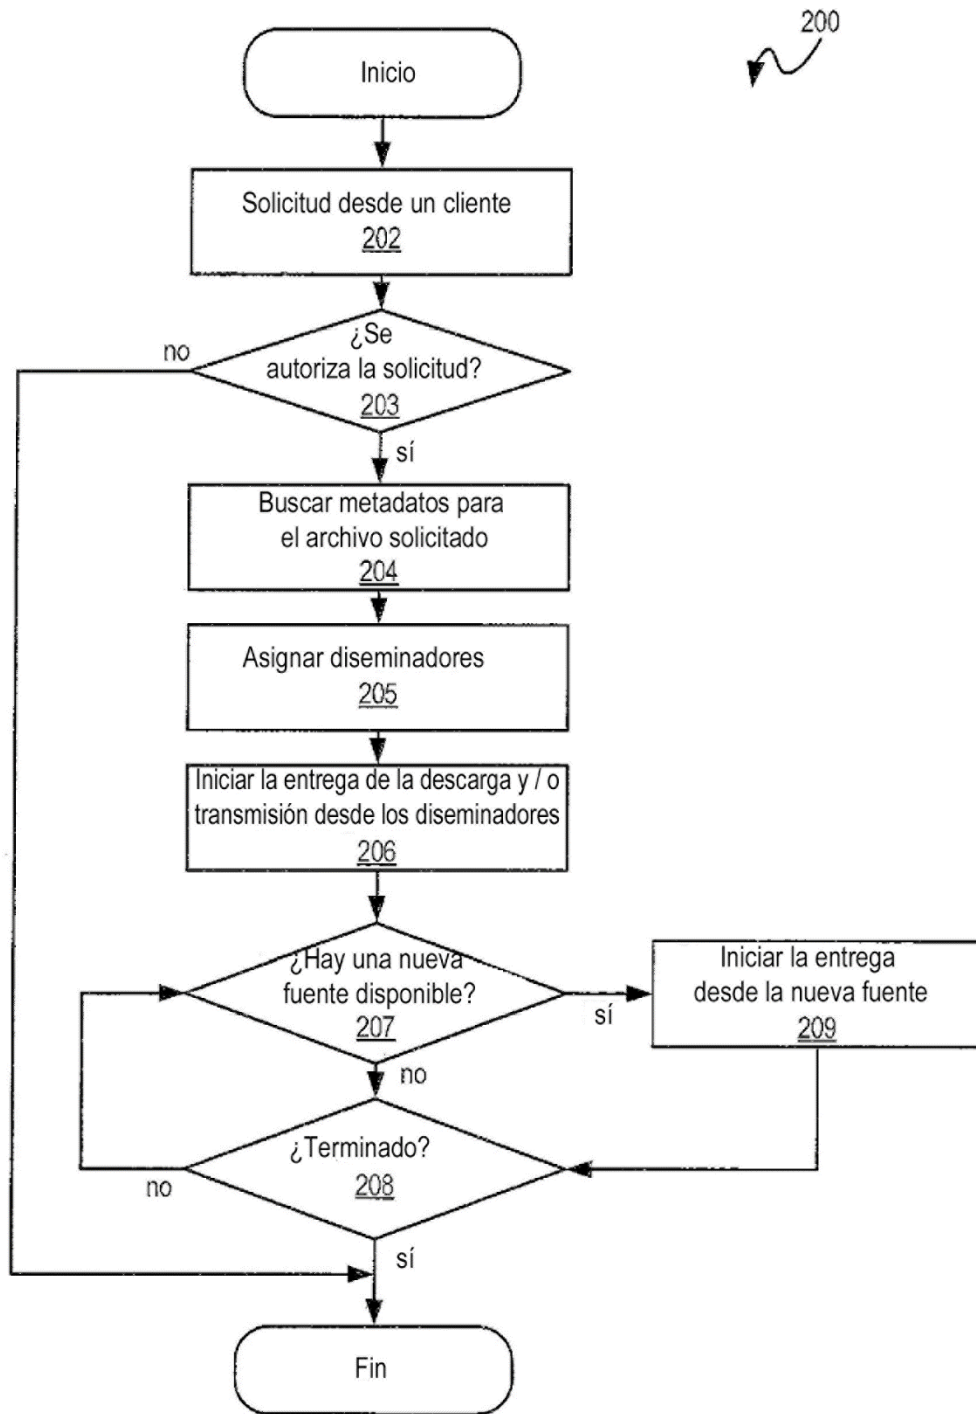 200
Inicio
Solicitud desde un cliente
202
¿Se
autoriza la solicitud?
203
no
sí
Buscar metadatos para
el archivo solicitado
204
Asignar diseminadores
205
Iniciar la entrega de la descarga y / o
transmisión desde los diseminadores
206
¿Hay una nueva
fuente disponible?
207
sí
Iniciar la entrega
desde la nueva fuente
209
no
¿Terminado?
208
no
sí
Fin